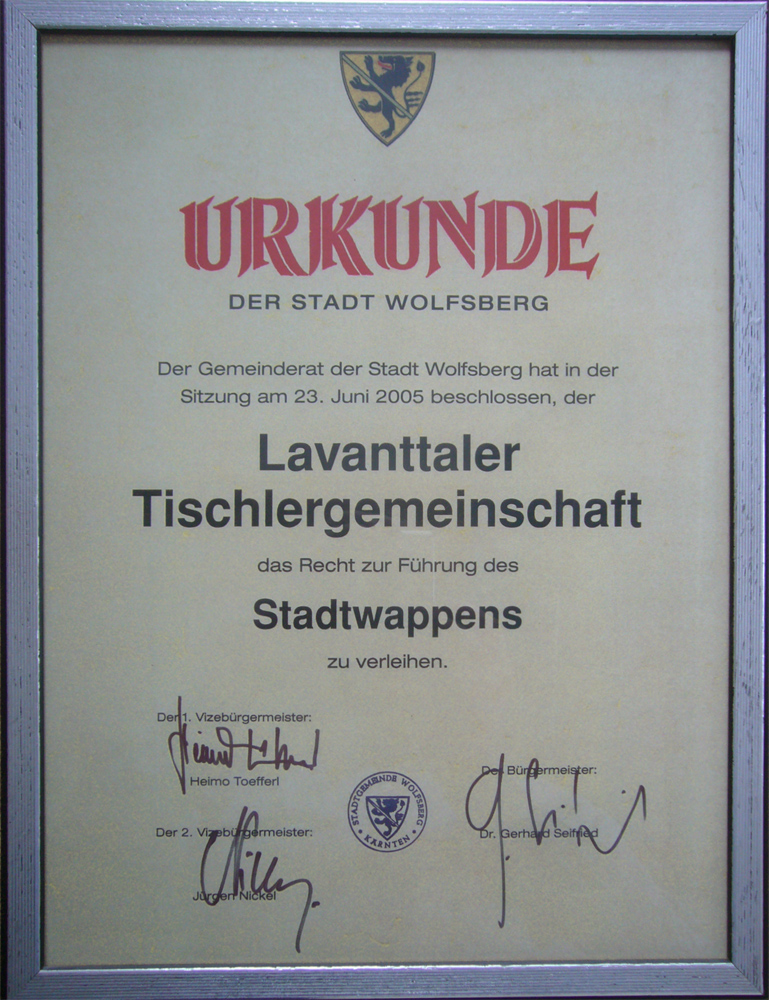 URKUNDE
DER STADT WOLFSBERG
Der Gemeinderat der Stadt Wolfsberg hat in der
Sitzung am 23. Juni 2005 beschlossen, der
Lavanttaler
Tischlergemeinschaft
das Recht zur Führung des
Stadtwappens
zu verleihen.
Der 1. Vizebürgermeister:
Heimo Toefferl
Der Bürgermeister:
Dr. Gerhard Seifried
STADTGEMEINDE WOLFSBERG
KÄRNTEN
Der 2. Vizebürgermeister:
Jürgen Nickel